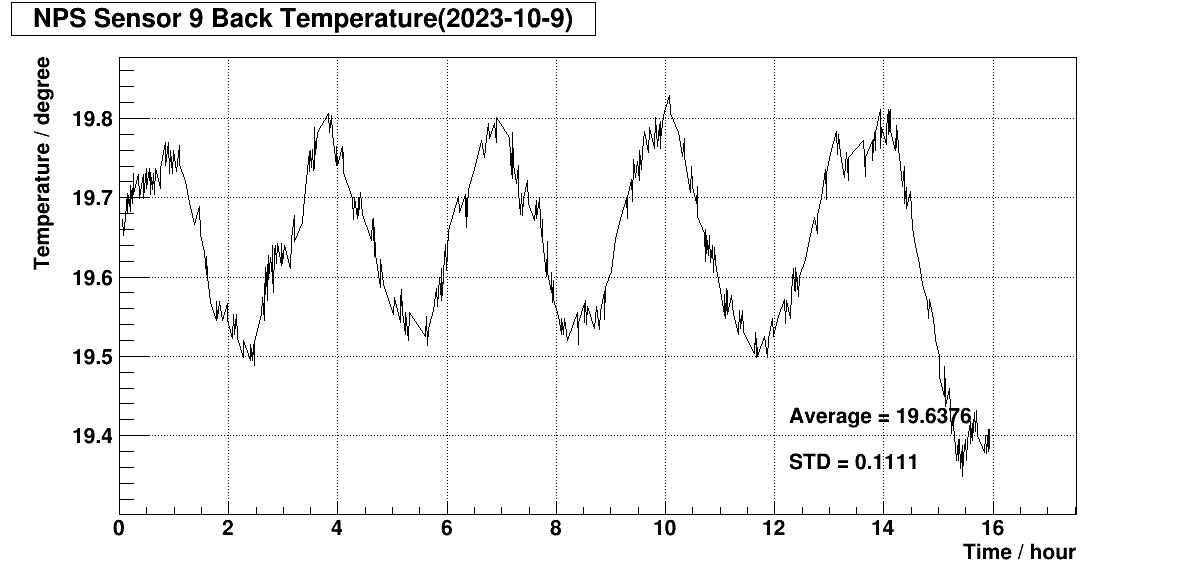 NPS Sensor 9 Back Temperature(2023-10-9)
Temperature / degree
19.8
19.7
19.6
19.5
19.4
Average = 19.6376
STD = 0.1111
0 2 4 6 8 10 12 14 16
Time / hour